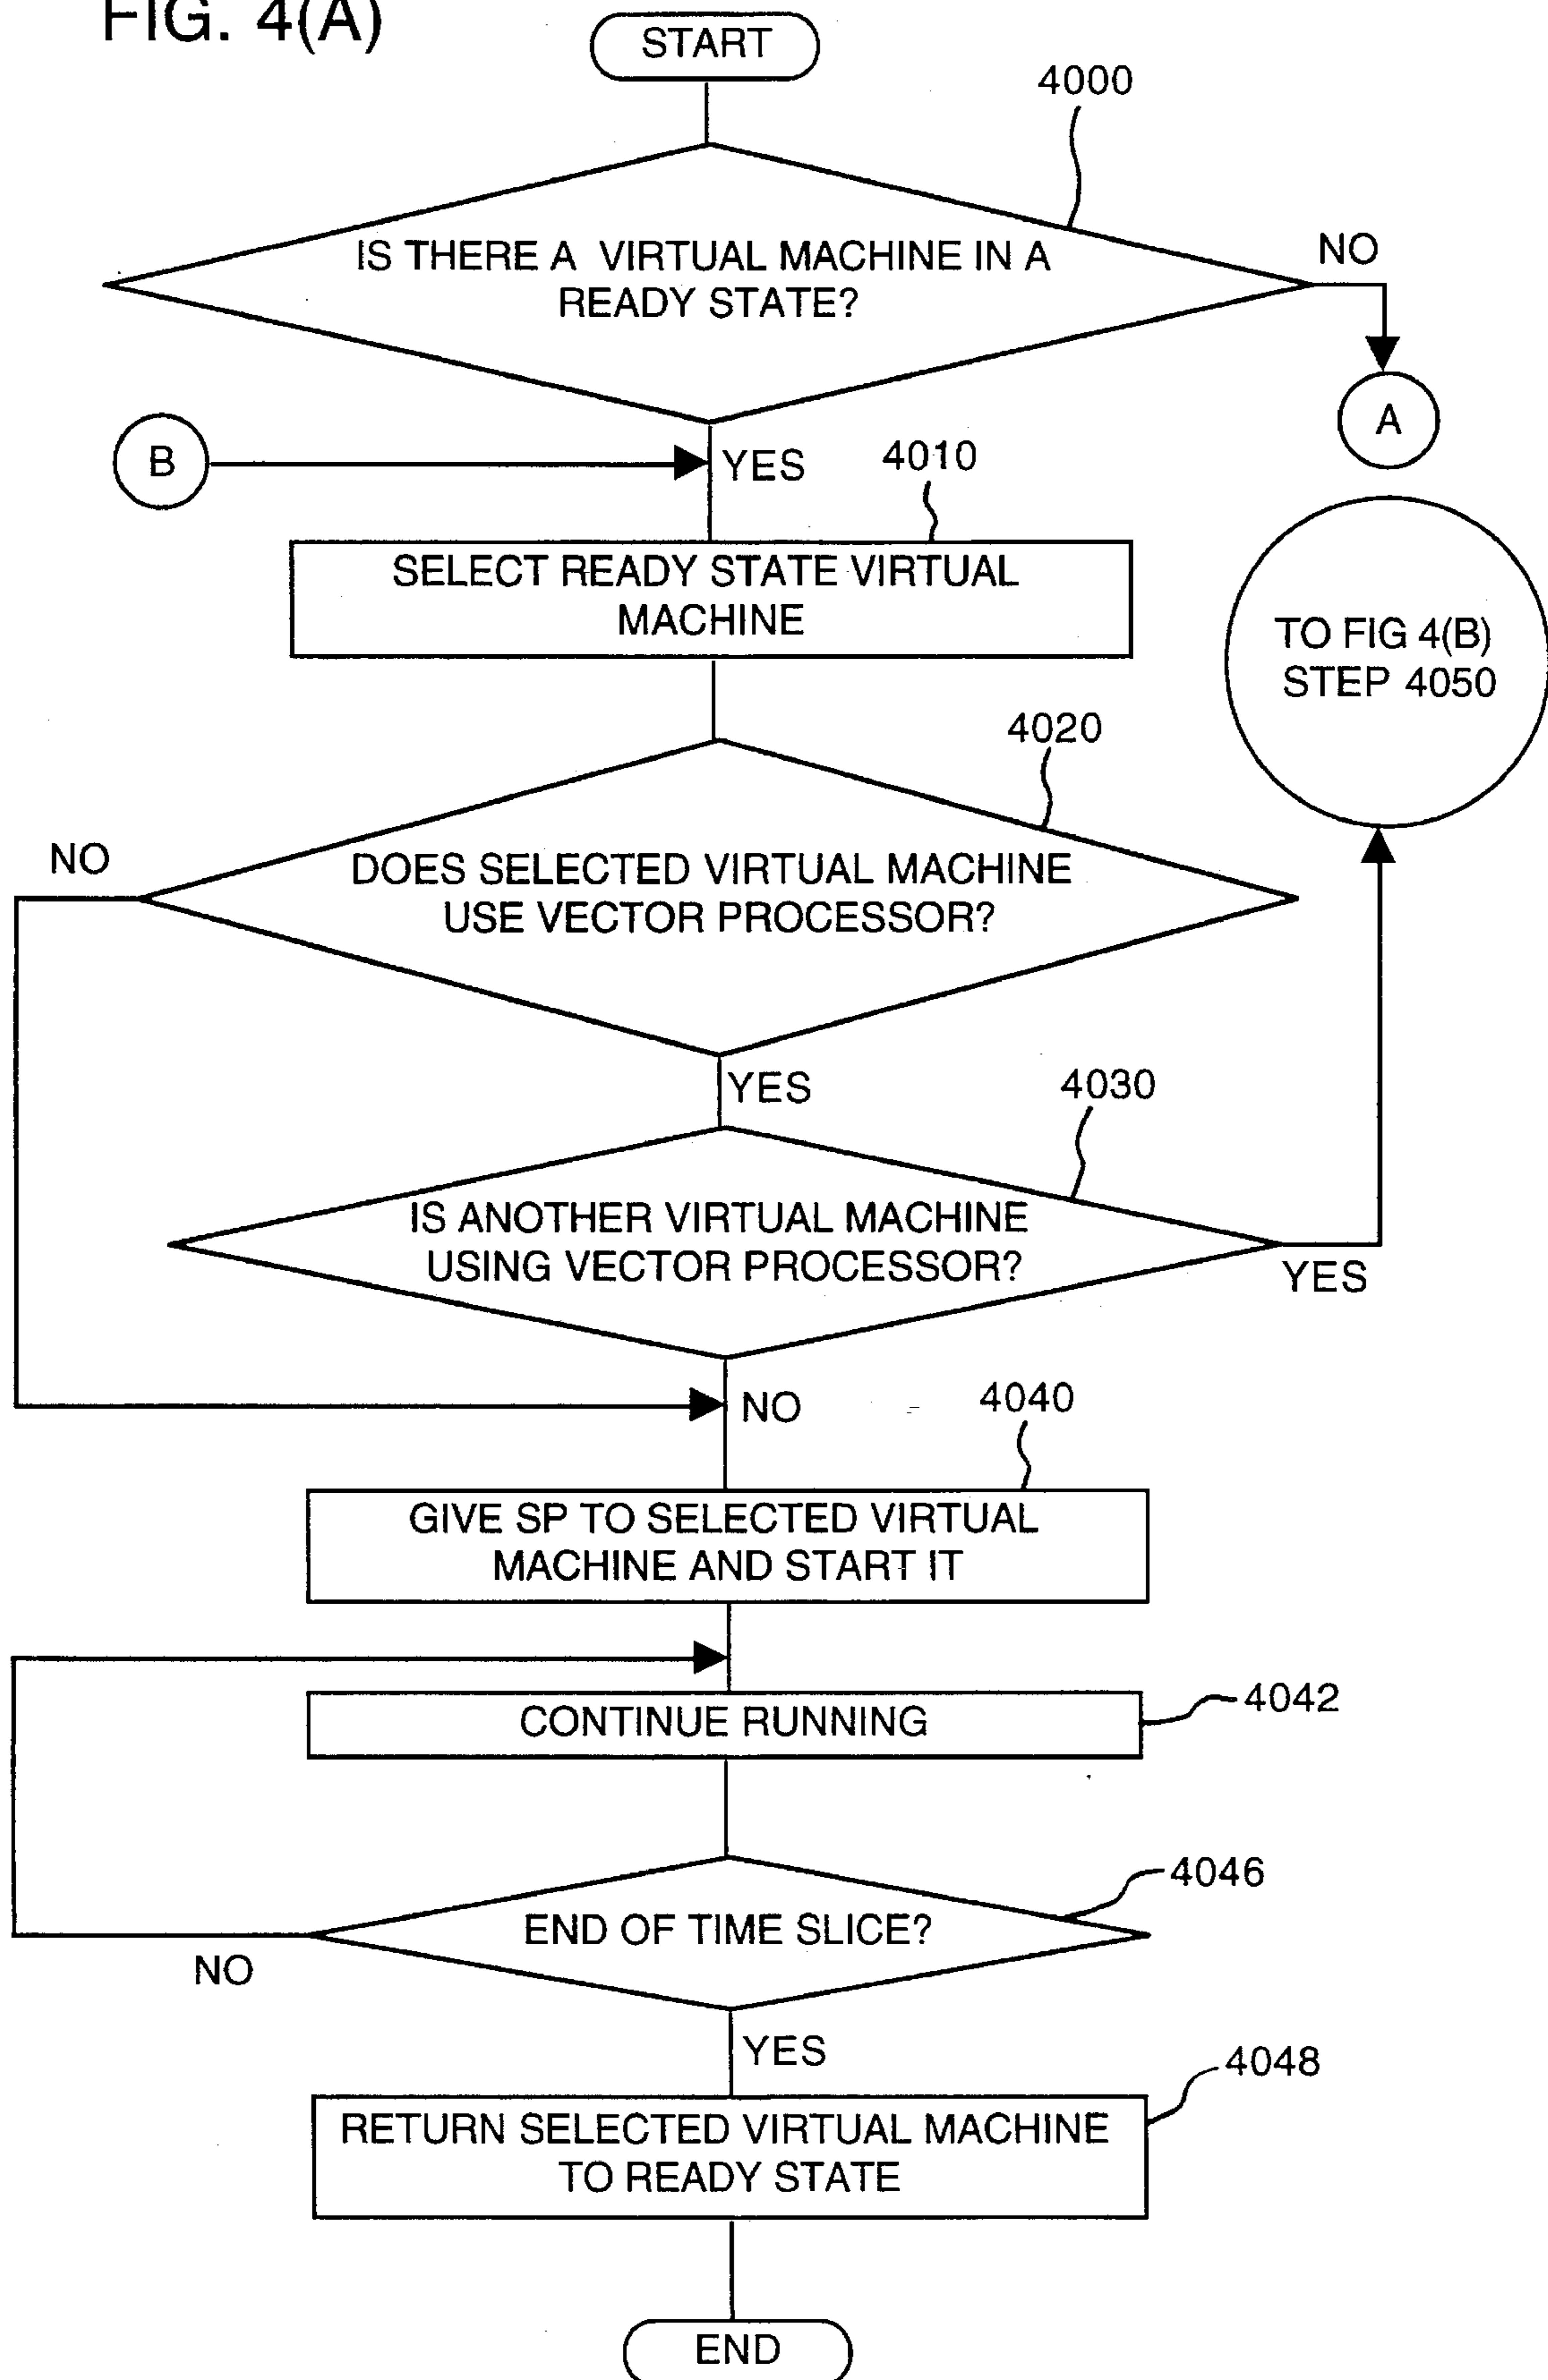 FIG. 4(A)
START
4000
IS THERE A VIRTUAL MACHINE IN A
READY STATE?
NO
A
B
YES
4010
SELECT READY STATE VIRTUAL
MACHINE
TO FIG 4(B)
STEP 4050
4020
NO
DOES SELECTED VIRTUAL MACHINE
USE VECTOR PROCESSOR?
YES
4030
IS ANOTHER VIRTUAL MACHINE
USING VECTOR PROCESSOR?
YES
NO
4040
GIVE SP TO SELECTED VIRTUAL
MACHINE AND START IT
CONTINUE RUNNING
4042
4046
END OF TIME SLICE?
NO
YES
4048
RETURN SELECTED VIRTUAL MACHINE
TO READY STATE
END